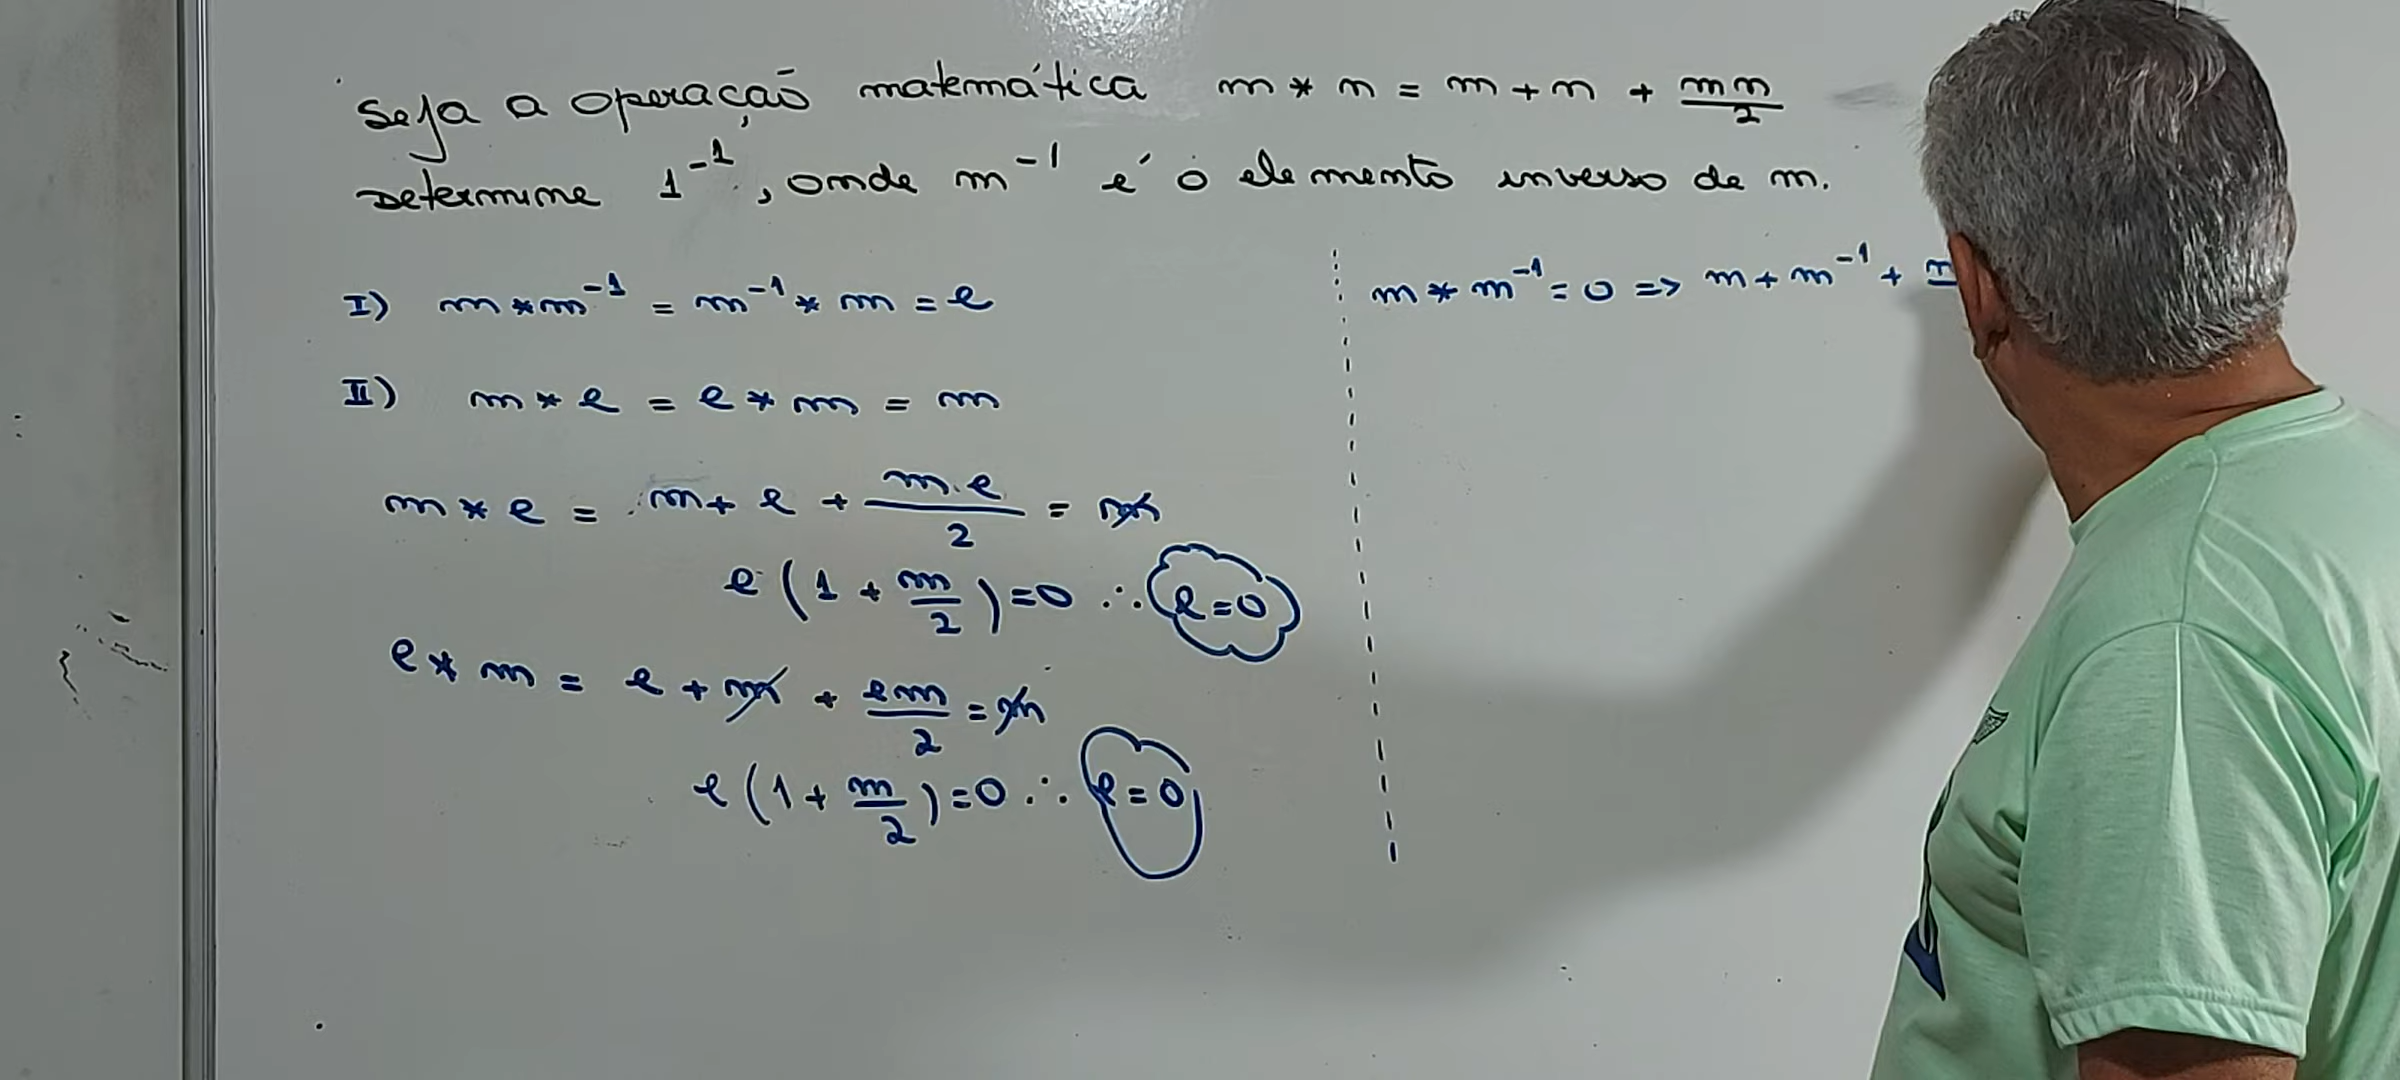 Seja a operação matemática m * n = m + n + mn/2
Determine 1⁻¹, onde m⁻¹ é o elemento inverso de m.
I) m * m⁻¹ = m⁻¹ * m = e
II) m * e = e * m = m
m * e = m + e + m.e/2 = m
e (1 + m/2) = 0 ∴ e = 0
e * m = e + m + em/2 = m
e (1 + m/2) = 0 ∴ e = 0
m * m⁻¹ = 0 => m + m⁻¹ +